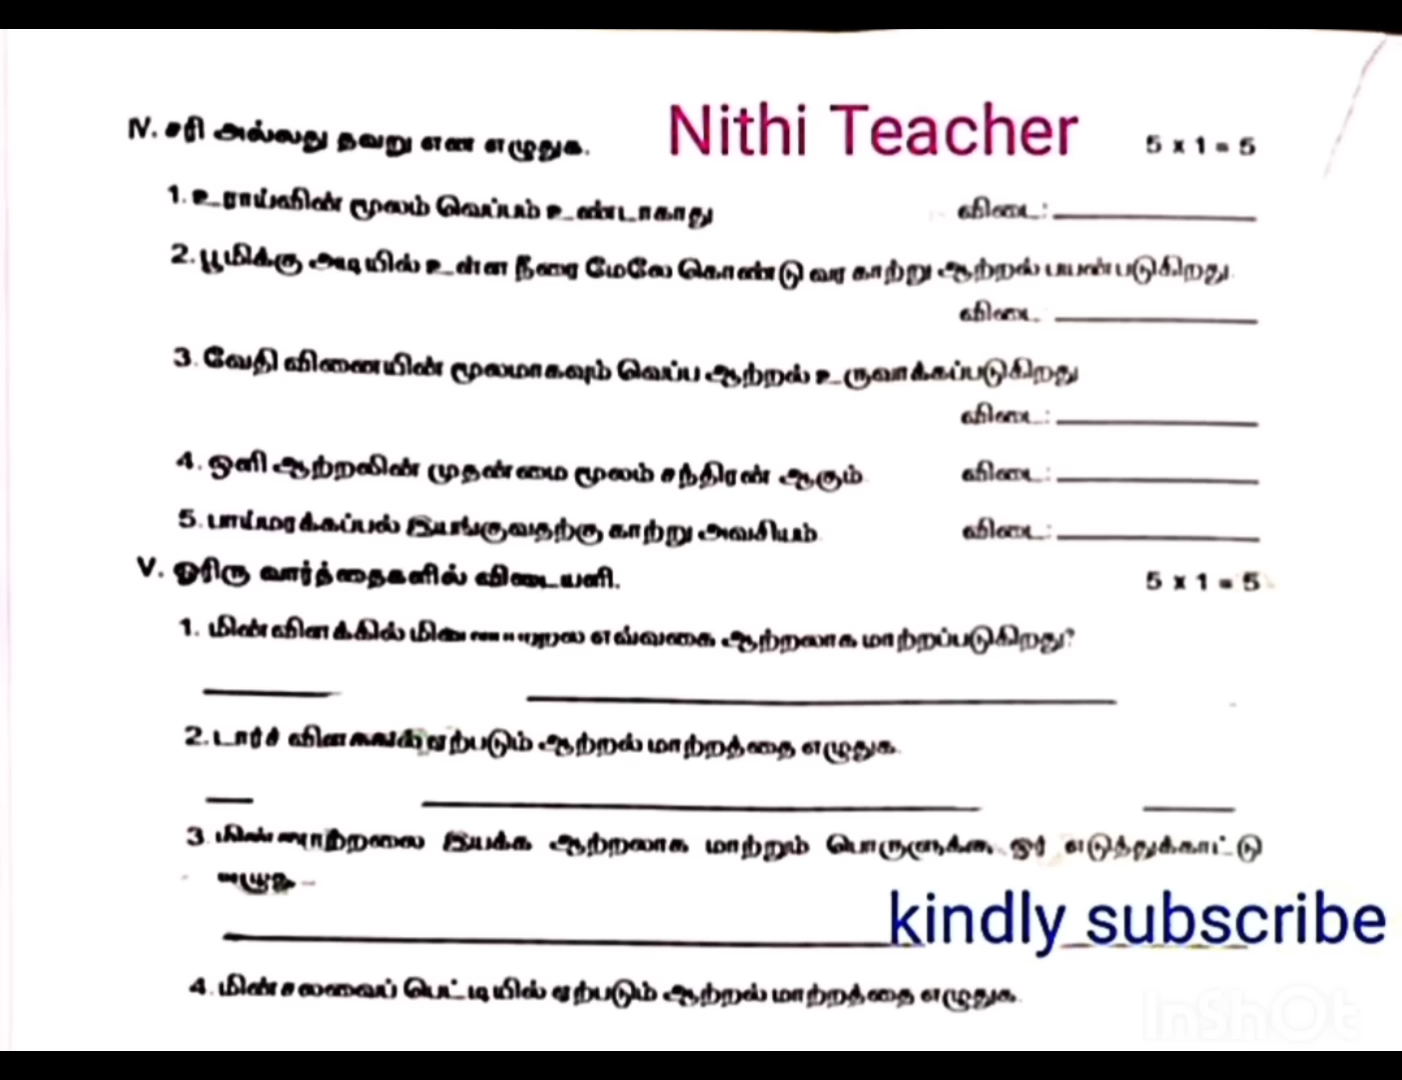 IV. சரி அல்லது தவறு என எழுதுக. Nithi Teacher 5 x 1 = 5
1. உராய்வின் மூலம் வெப்பம் உண்டாகாது விடை :
2. பூமிக்கு அடியில் உள்ள நீரை மேலே கொண்டு வர காற்று ஆற்றல் பயன்படுகிறது.
விடை
3. வேதி வினையின் மூலமாகவும் வெப்ப ஆற்றல் உருவாக்கப்படுகிறது
விடை :
4. ஒளி ஆற்றலின் முதன்மை மூலம் சந்திரன் ஆகும் விடை :
5. பாய்மரக்கப்பல் இயங்குவதற்கு காற்று அவசியம் விடை :
V. ஓரிரு வார்த்தைகளில் விடையளி. 5 x 1 = 5
1. மின்விளக்கில் எவ்வகை ஆற்றலாக மாற்றப்படுகிறது?
2. டார்ச் ஏற்படும் ஆற்றல் மாற்றத்தை எழுதுக.
3 மின்னாற்றலை இயக்க ஆற்றலாக மாற்றும் பொருளுக்கு ஓர் எடுத்துக்காட்டு
எழுது
kindly subscribe
4. மின்சலவைப் பெட்டியில் ஏற்படும் ஆற்றல் மாற்றத்தை எழுதுக.
InShOt